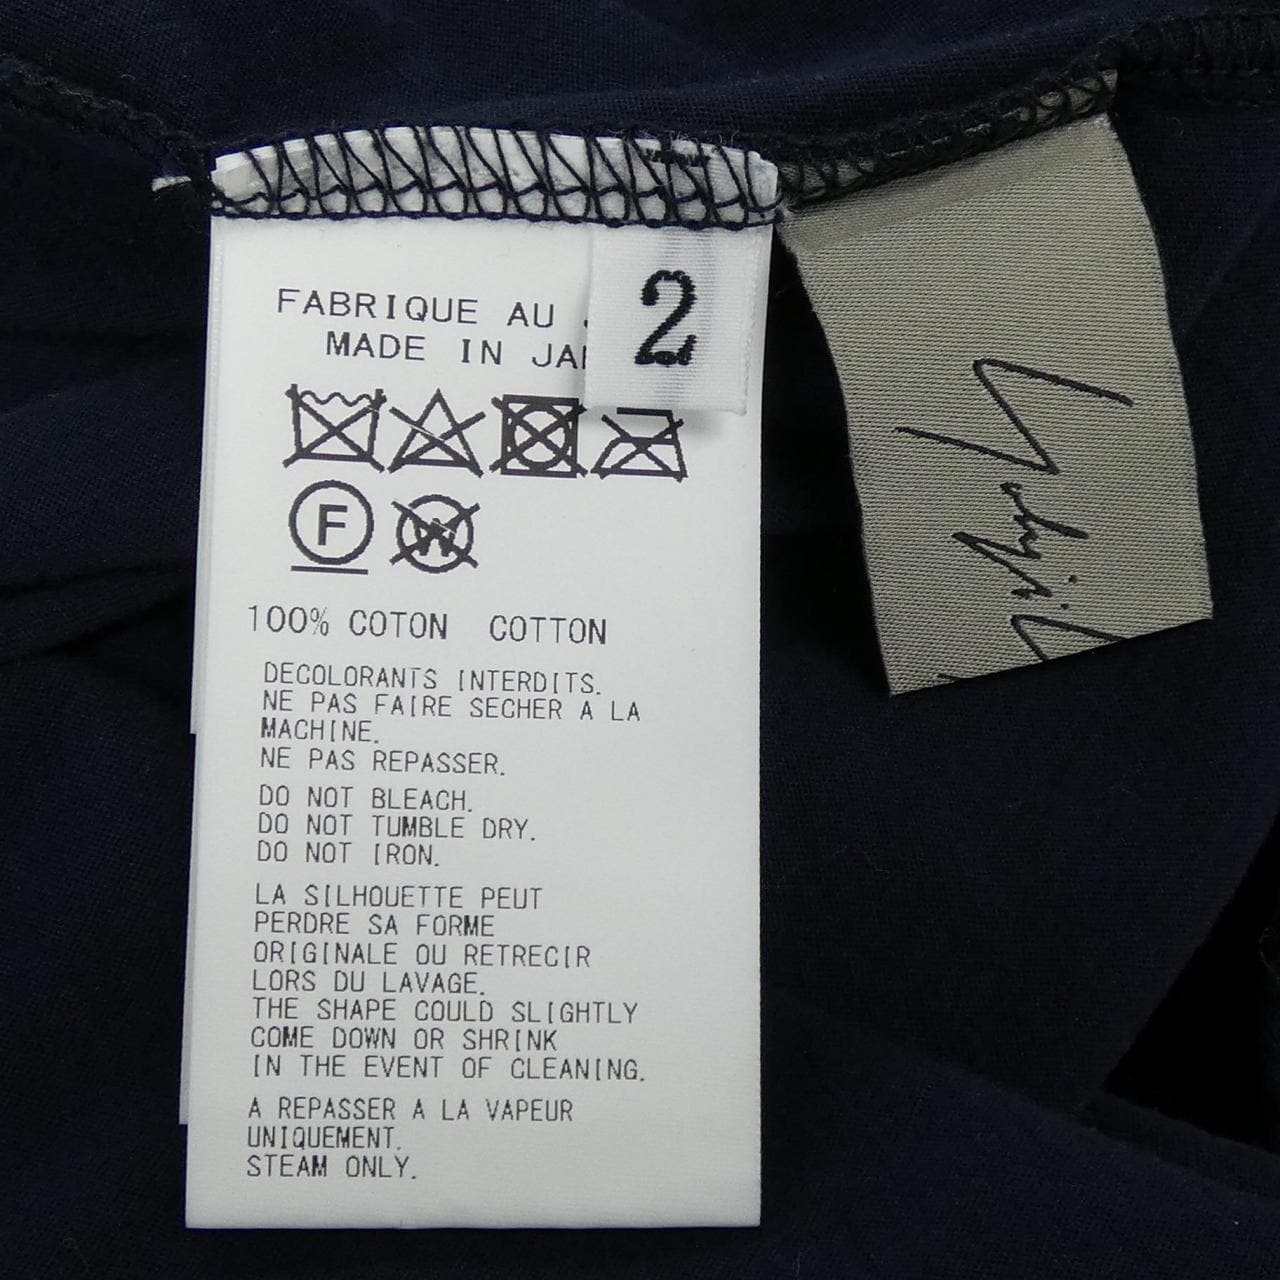 FABRIQUE AU
MADE IN JA
2
F
W
100% COTON COTTON
DECOLORANTS INTERDITS.
NE PAS FAIRE SECHER A LA
MACHINE.
NE PAS REPASSER.
DO NOT BLEACH.
DO NOT TUMBLE DRY.
DO NOT IRON.
LA SILHOUETTE PEUT
PERDRE SA FORME
ORIGINALE OU RETRECIR
LORS DU LAVAGE.
THE SHAPE COULD SLIGHTLY
COME DOWN OR SHRINK
IN THE EVENT OF CLEANING.
A REPASSER A LA VAPEUR
UNIQUEMENT.
STEAM ONLY.